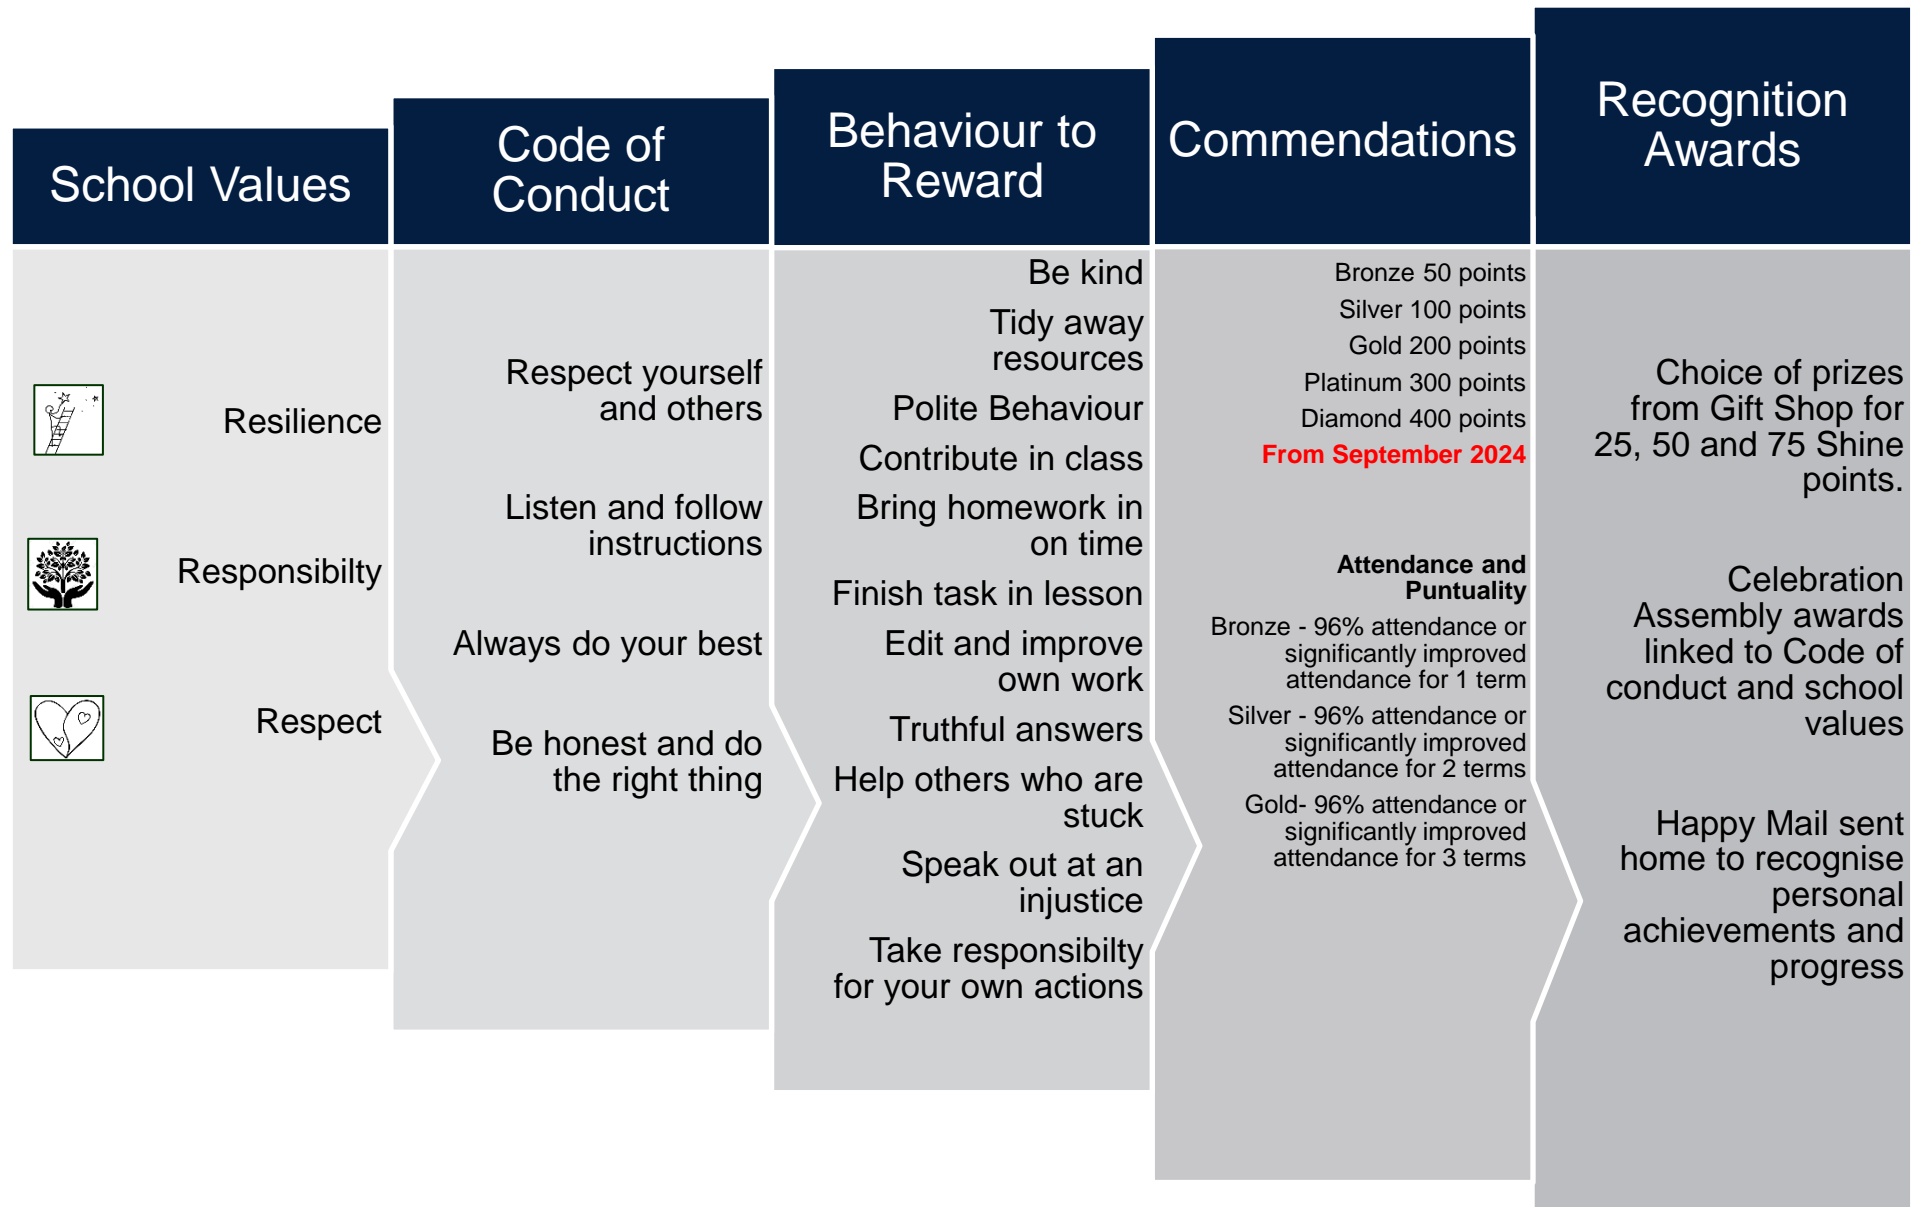 School Values
Resilience
Responsibilty
Respect
Code of
Conduct
Respect yourself
and others
Listen and follow
instructions
Always do your best
Be honest and do
the right thing
Behaviour to
Reward
Be kind
Tidy away
resources
Polite Behaviour
Contribute in class
Bring homework in
on time
Finish task in lesson
Edit and improve
own work
Truthful answers
Help others who are
stuck
Speak out at an
injustice
Take responsibilty
for your own actions
Commendations
Bronze 50 points
Silver 100 points
Gold 200 points
Platinum 300 points
Diamond 400 points
From September 2024
Attendance and
Puntuality
Bronze - 96% attendance or
significantly improved
attendance for 1 term
Silver - 96% attendance or
significantly improved
attendance for 2 terms
Gold- 96% attendance or
significantly improved
attendance for 3 terms
Recognition
Awards
Choice of prizes
from Gift Shop for
25, 50 and 75 Shine
points.
Celebration
Assembly awards
linked to Code of
conduct and school
values
Happy Mail sent
home to recognise
personal
achievements and
progress